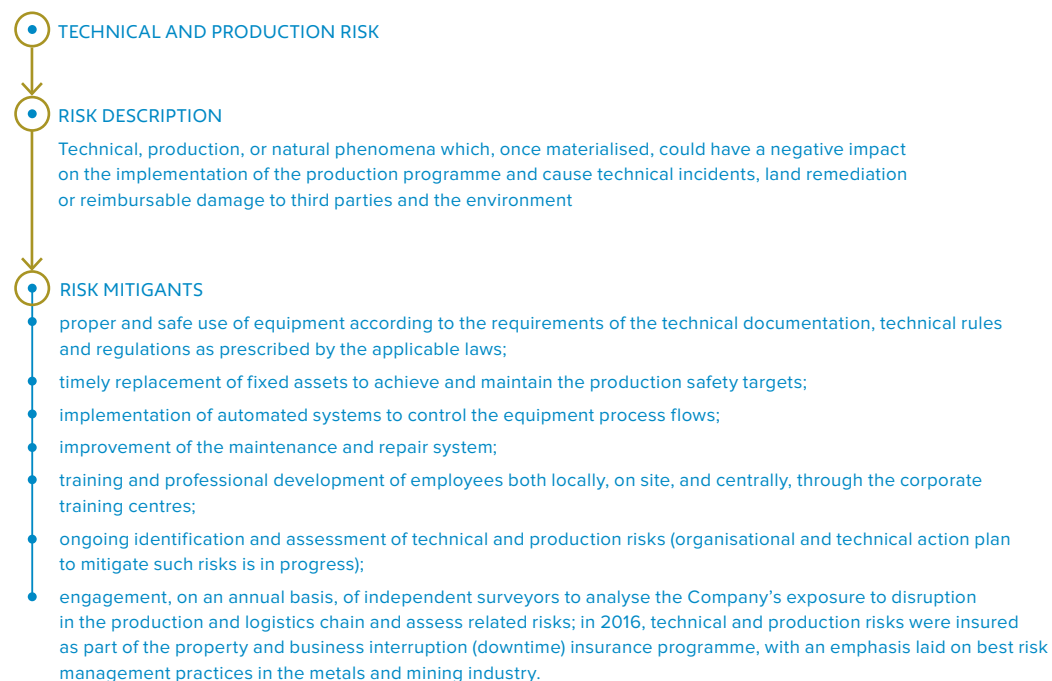 TECHNICAL AND PRODUCTION RISK
RISK DESCRIPTION
Technical, production, or natural phenomena which, once materialised, could have a negative impact
on the implementation of the production programme and cause technical incidents, land remediation
or reimbursable damage to third parties and the environment
RISK MITIGANTS
proper and safe use of equipment according to the requirements of the technical documentation, technical rules
and regulations as prescribed by the applicable laws;
timely replacement of fixed assets to achieve and maintain the production safety targets;
implementation of automated systems to control the equipment process flows;
improvement of the maintenance and repair system;
training and professional development of employees both locally, on site, and centrally, through the corporate
training centres;
ongoing identification and assessment of technical and production risks (organisational and technical action plan
to mitigate such risks is in progress);
engagement, on an annual basis, of independent surveyors to analyse the Company’s exposure to disruption
in the production and logistics chain and assess related risks; in 2016, technical and production risks were insured
as part of the property and business interruption (downtime) insurance programme, with an emphasis laid on best risk
management practices in the metals and mining industry.